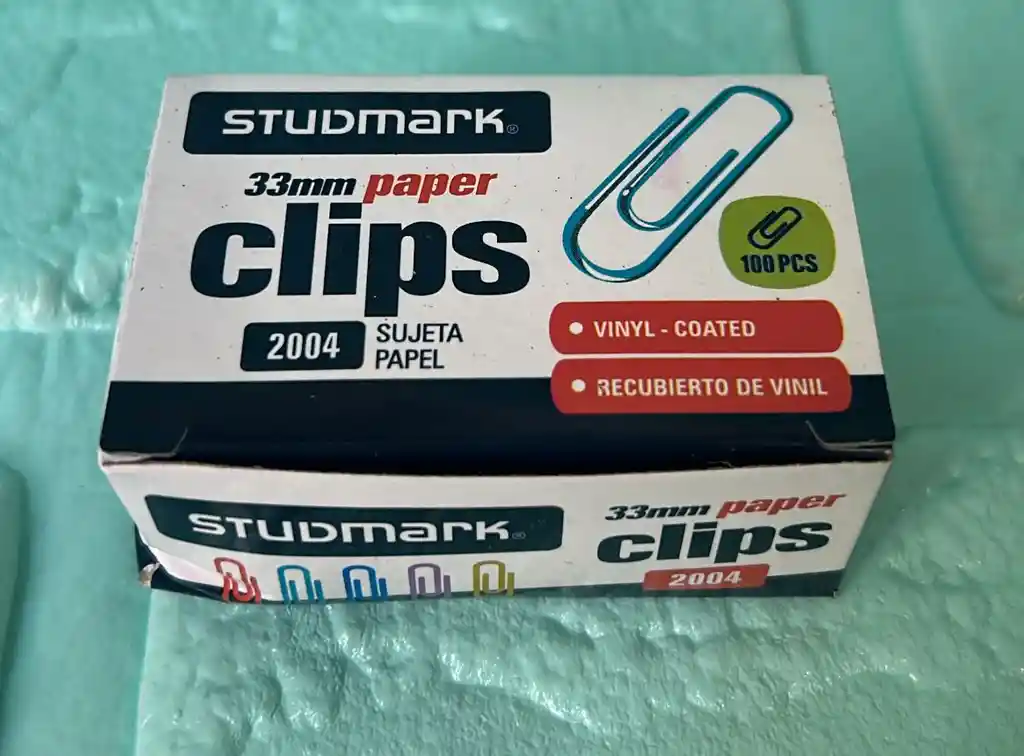 STUDMARK®
33mm paper
clips
2004
SUJETA
PAPEL
100 PCS
VINYL - COATED
RECUBIERTO DE VINIL
STUDMARK®
33mm paper
clips
2004